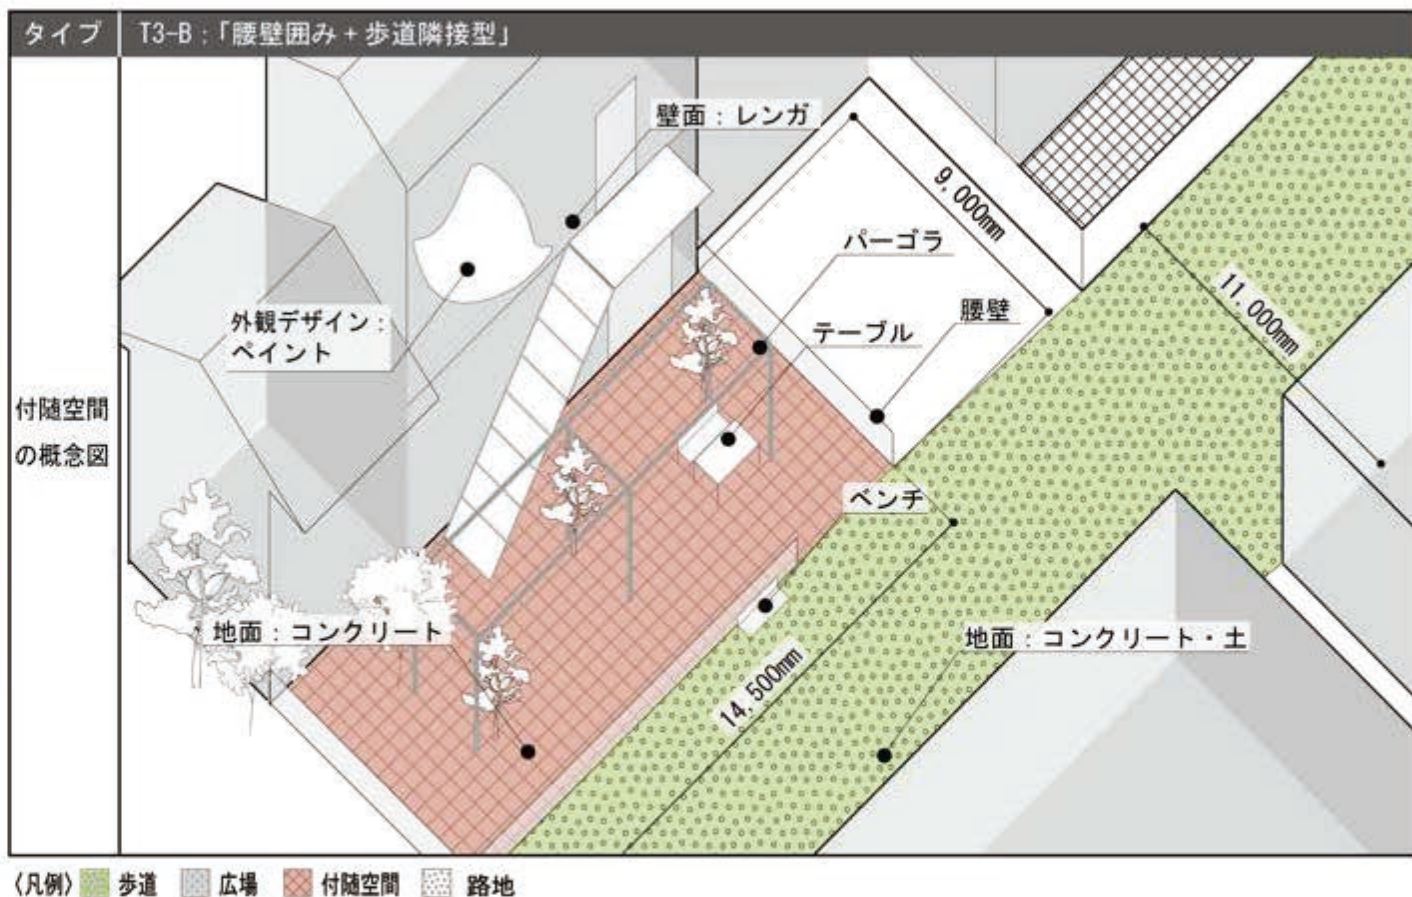 タイプ T3-B：「腰壁囲み + 歩道隣接型」
壁面：レンガ
9,000mm
パーゴラ
11,000mm
外観デザイン：
ペイント
テーブル
腰壁
付随空間
の概念図
ベンチ
地面：コンクリート
地面：コンクリート・土
14,500mm
〈凡例〉 歩道 広場 付随空間 路地